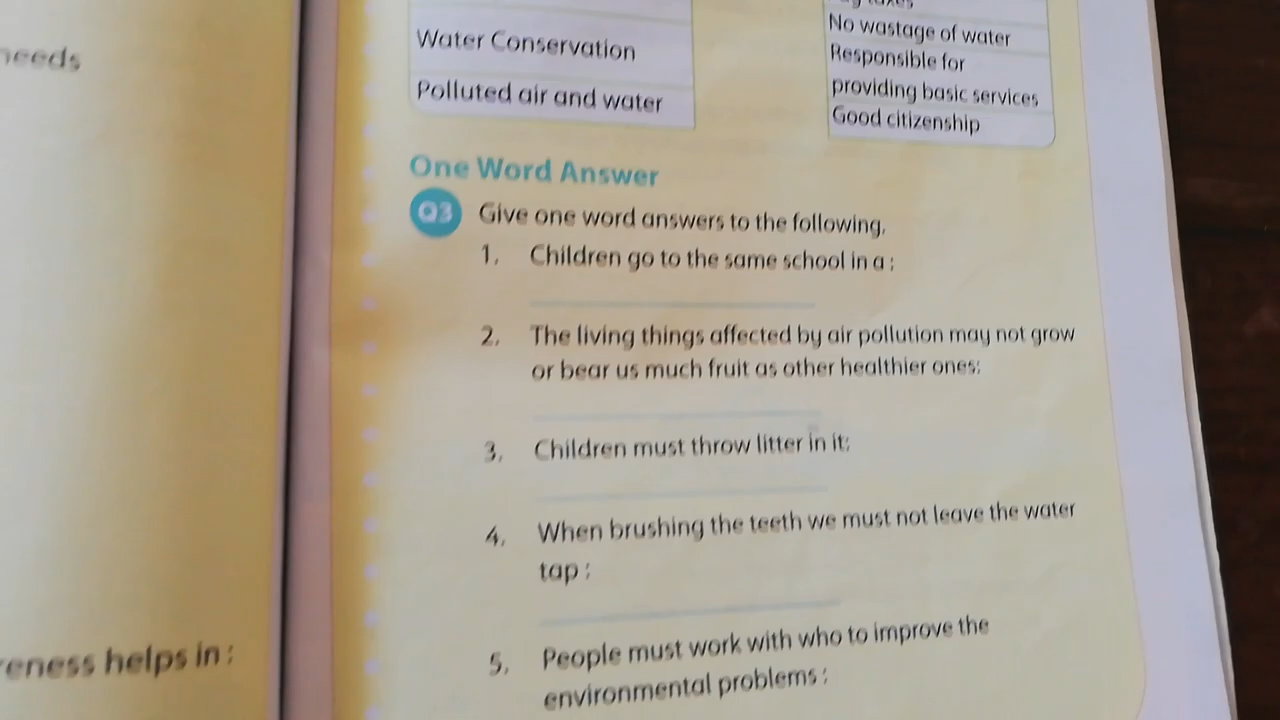 needs
eness helps in :
Water Conservation
Polluted air and water
No wastage of water
Responsible for
providing basic services
Good citizenship
One Word Answer
Q3 Give one word answers to the following.
1. Children go to the same school in a :
2. The living things affected by air pollution may not grow
or bear us much fruit as other healthier ones:
3. Children must throw litter in it:
4. When brushing the teeth we must not leave the water
tap :
5. People must work with who to improve the
environmental problems :